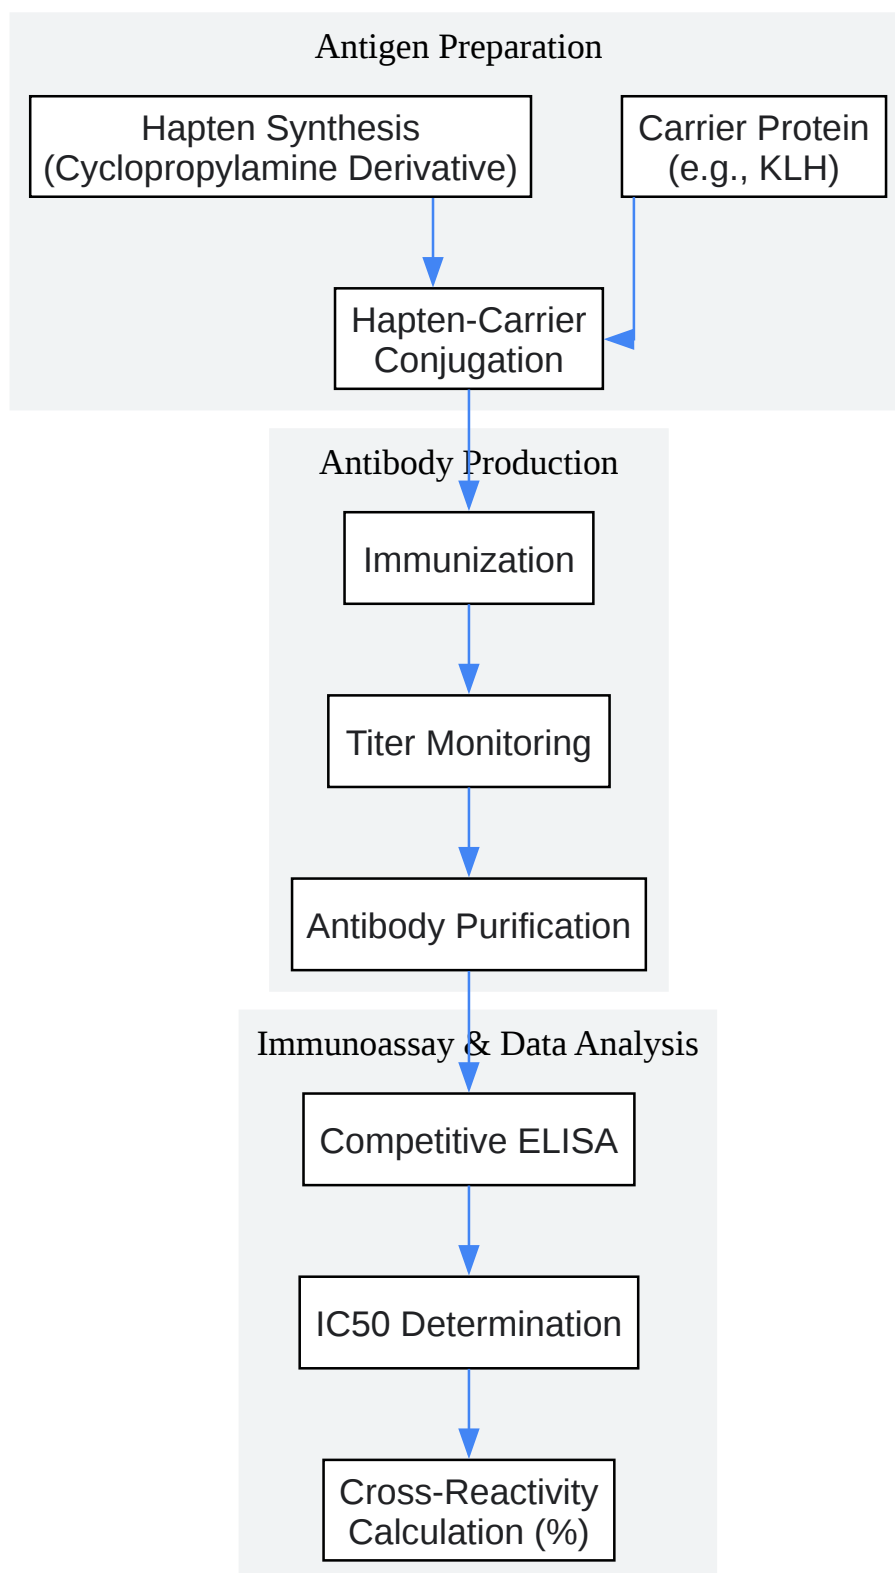 Antigen Preparation
Hapten Synthesis
(Cyclopropylamine Derivative)
Carrier Protein
(e.g., KLH)
Hapten-Carrier
Conjugation
Antibody Production
Immunization
Titer Monitoring
Antibody Purification
Immunoassay & Data Analysis
Competitive ELISA
IC50 Determination
Cross-Reactivity
Calculation (%)